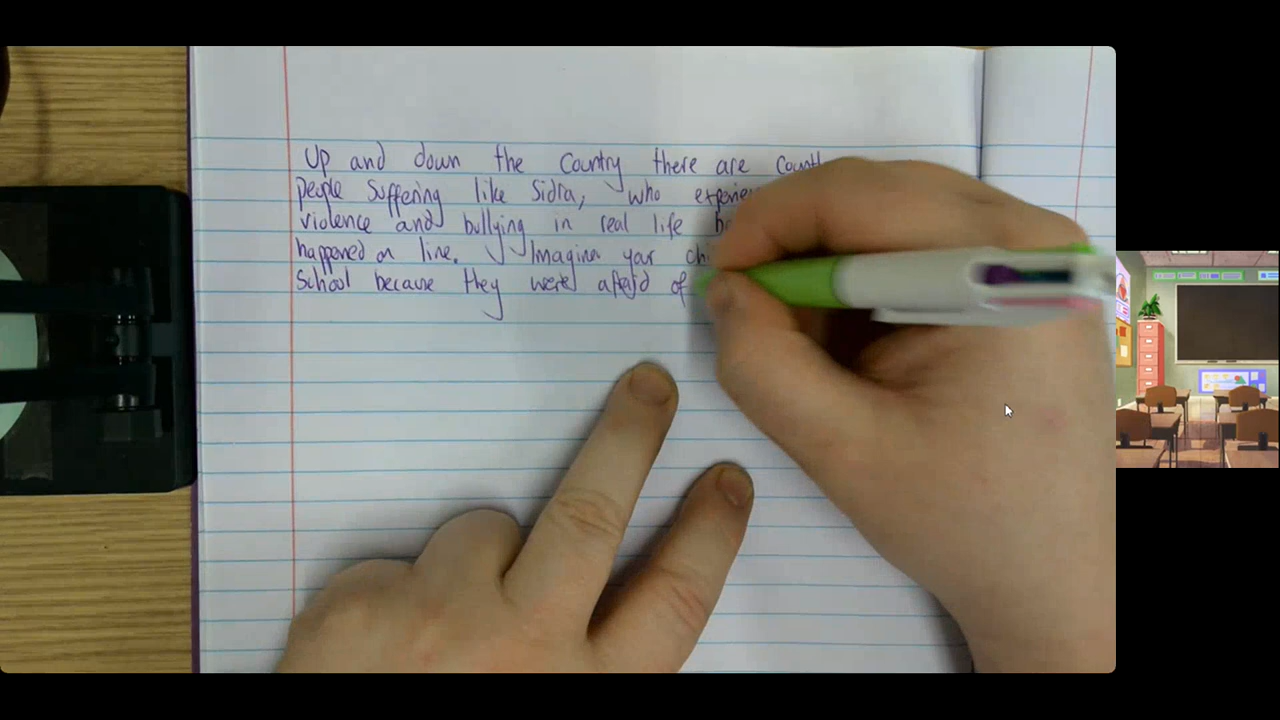 Up and down the Country there are
people Suffering like Sidra, who
violence and bullying in real life
happened on line. Imagine your
School because they were afraid of